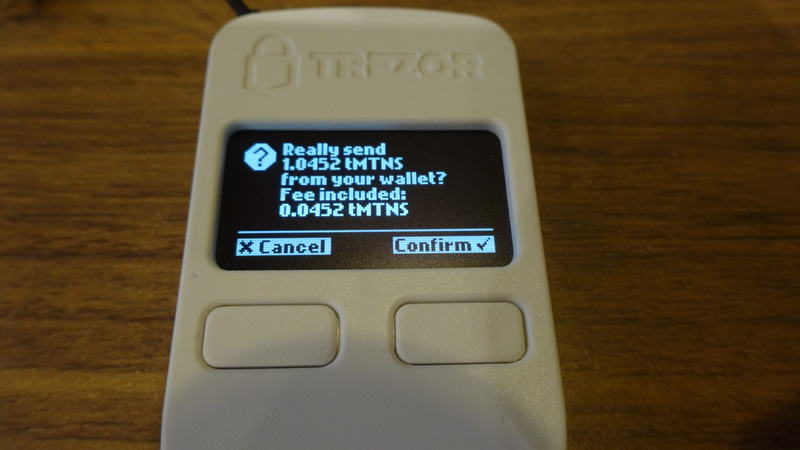 TREZOR
?
Really send
1.0452 tMTNS
from your wallet?
Fee included:
0.0452 tMTNS
✖ Cancel
Confirm ✓